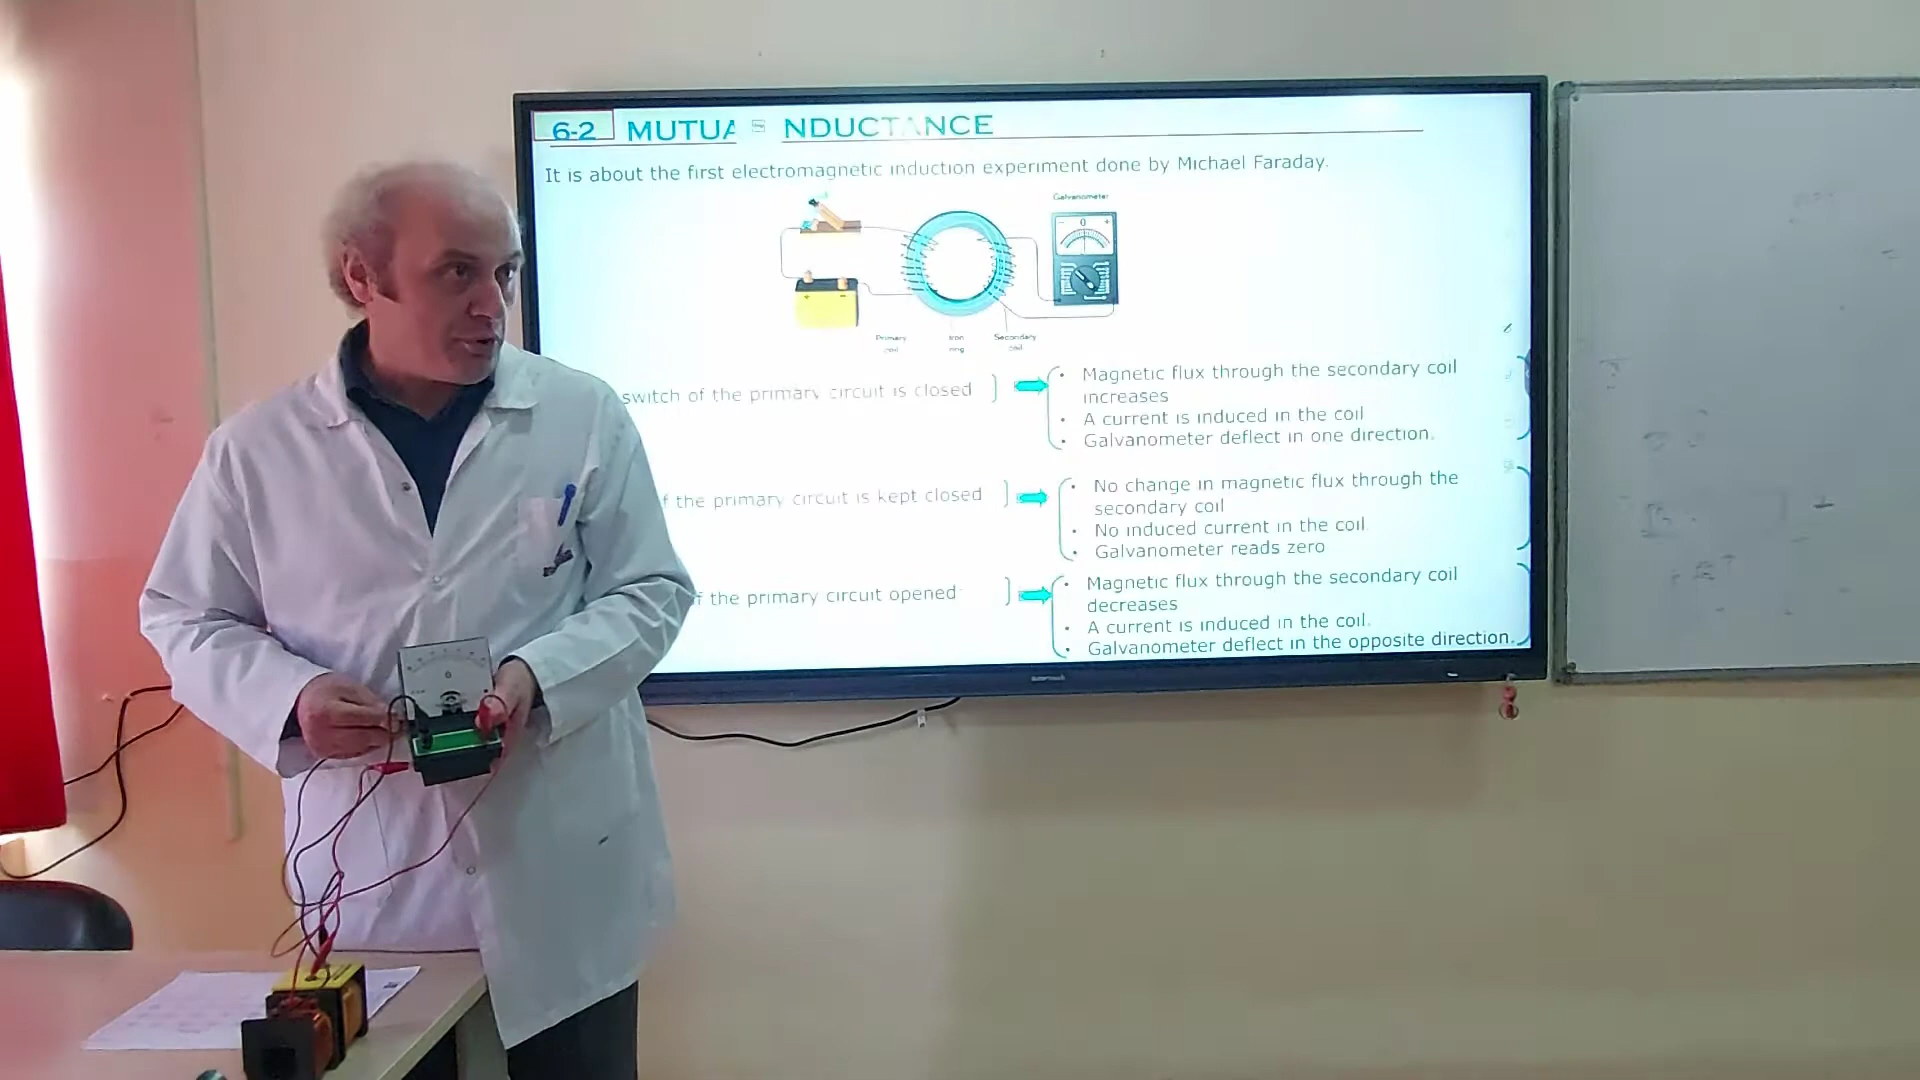 6-2 MUTUA NDUCTANCE
It is about the first electromagnetic induction experiment done by Michael Faraday.
Galvanometer
- 0 +
Primary coil
Iron ring
Secondary coil
switch of the primary circuit is closed
• Magnetic flux through the secondary coil
increases
• A current is induced in the coil
• Galvanometer deflect in one direction.
f the primary circuit is kept closed
• No change in magnetic flux through the
secondary coil
• No induced current in the coil
• Galvanometer reads zero
f the primary circuit opened
• Magnetic flux through the secondary coil
decreases
• A current is induced in the coil.
• Galvanometer deflect in the opposite direction.